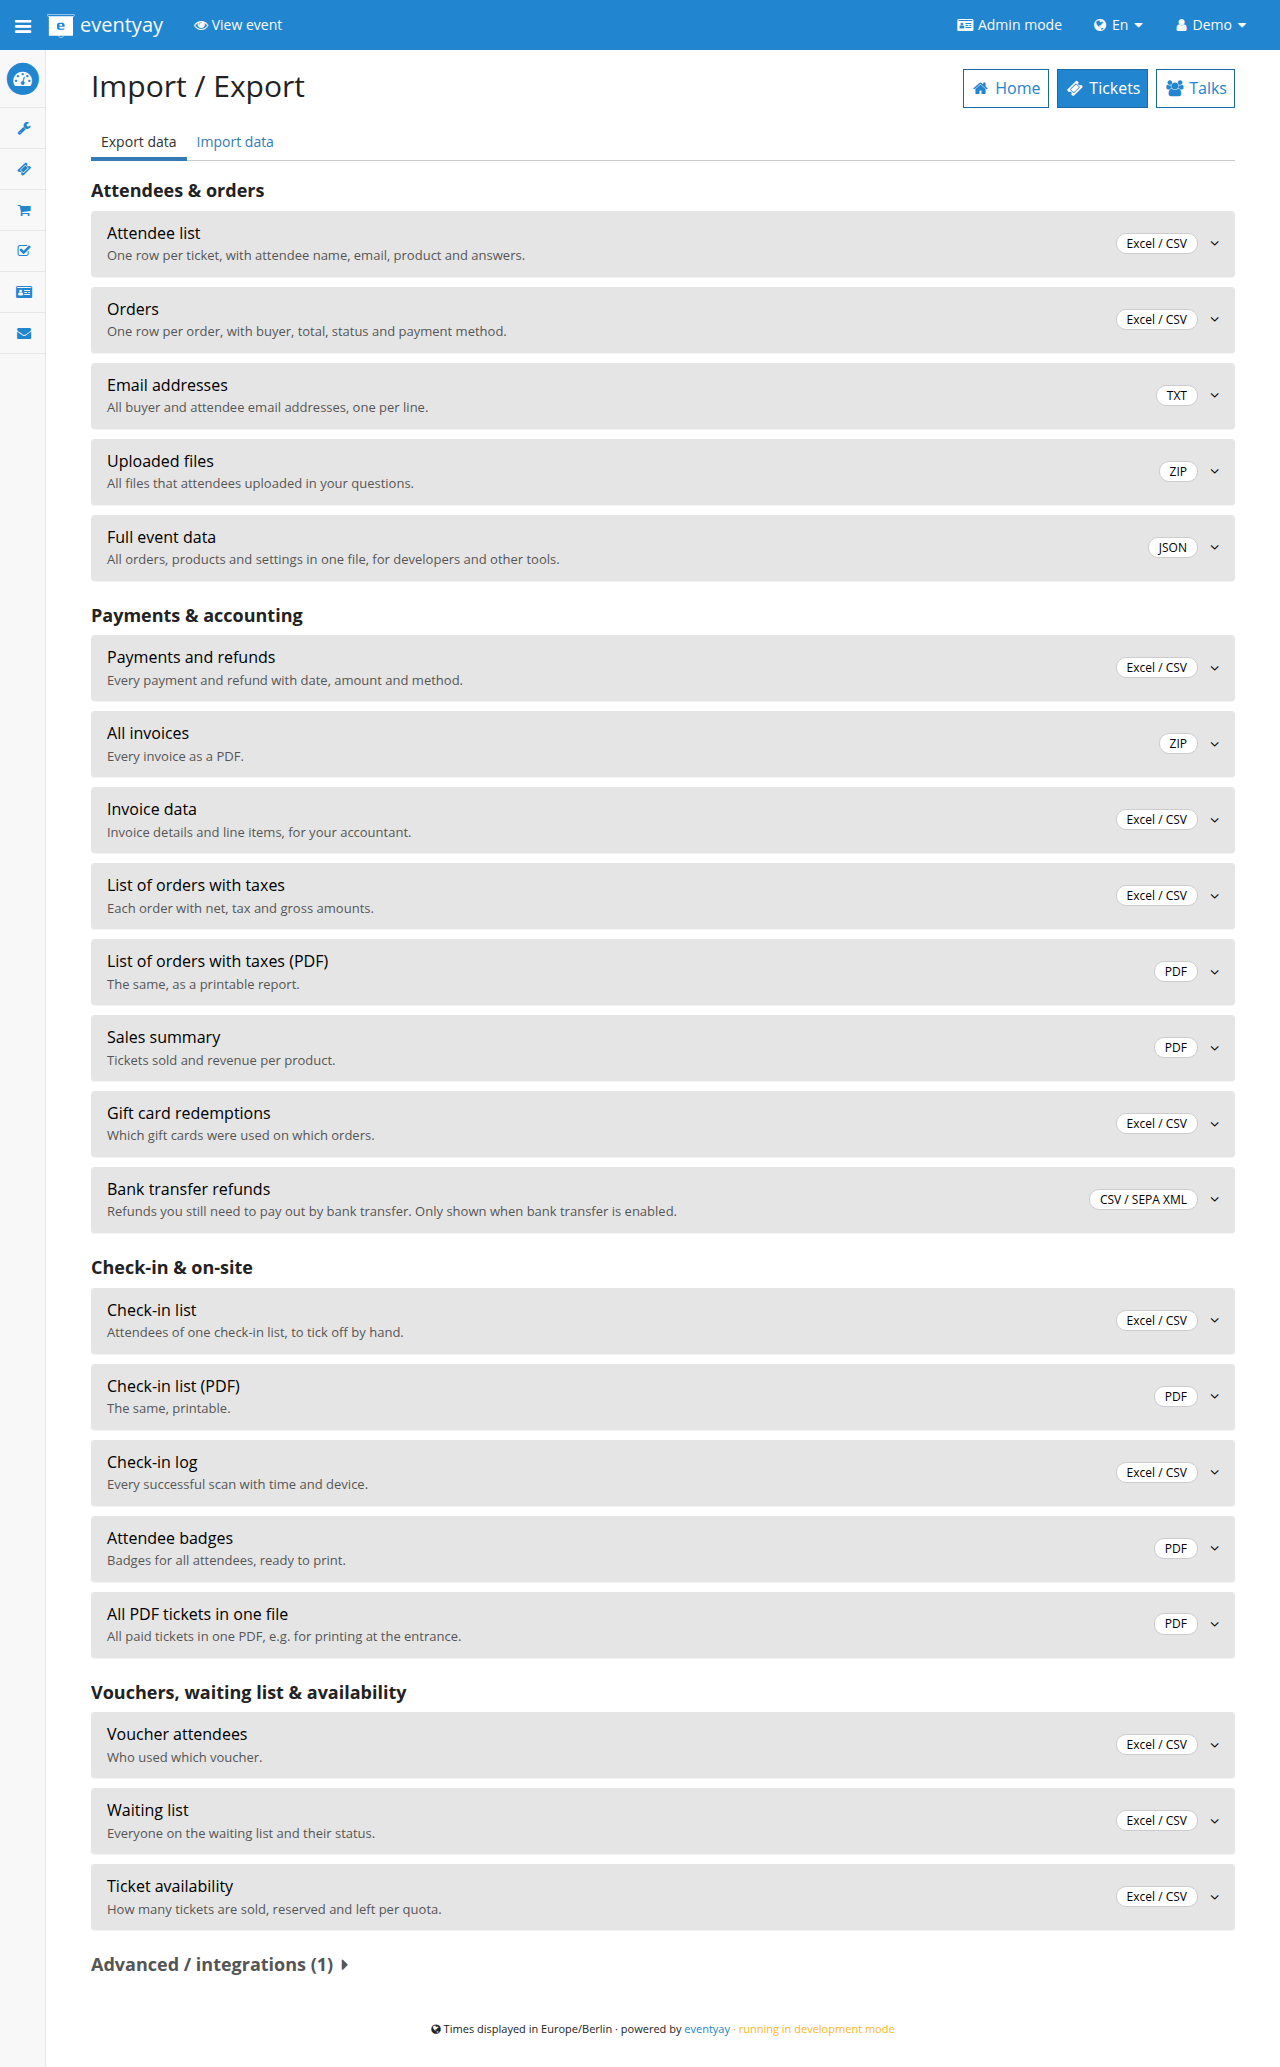 e eventyay View event Admin mode En Demo
Import / Export Home Tickets Talks
Export data Import data
Attendees & orders
Attendee list
One row per ticket, with attendee name, email, product and answers.
Excel / CSV
Orders
One row per order, with buyer, total, status and payment method.
Excel / CSV
Email addresses
All buyer and attendee email addresses, one per line.
TXT
Uploaded files
All files that attendees uploaded in your questions.
ZIP
Full event data
All orders, products and settings in one file, for developers and other tools.
JSON
Payments & accounting
Payments and refunds
Every payment and refund with date, amount and method.
Excel / CSV
All invoices
Every invoice as a PDF.
ZIP
Invoice data
Invoice details and line items, for your accountant.
Excel / CSV
List of orders with taxes
Each order with net, tax and gross amounts.
Excel / CSV
List of orders with taxes (PDF)
The same, as a printable report.
PDF
Sales summary
Tickets sold and revenue per product.
PDF
Gift card redemptions
Which gift cards were used on which orders.
Excel / CSV
Bank transfer refunds
Refunds you still need to pay out by bank transfer. Only shown when bank transfer is enabled.
CSV / SEPA XML
Check-in & on-site
Check-in list
Attendees of one check-in list, to tick off by hand.
Excel / CSV
Check-in list (PDF)
The same, printable.
PDF
Check-in log
Every successful scan with time and device.
Excel / CSV
Attendee badges
Badges for all attendees, ready to print.
PDF
All PDF tickets in one file
All paid tickets in one PDF, e.g. for printing at the entrance.
PDF
Vouchers, waiting list & availability
Voucher attendees
Who used which voucher.
Excel / CSV
Waiting list
Everyone on the waiting list and their status.
Excel / CSV
Ticket availability
How many tickets are sold, reserved and left per quota.
Excel / CSV
Advanced / integrations (1)
Times displayed in Europe/Berlin · powered by eventyay · running in development mode